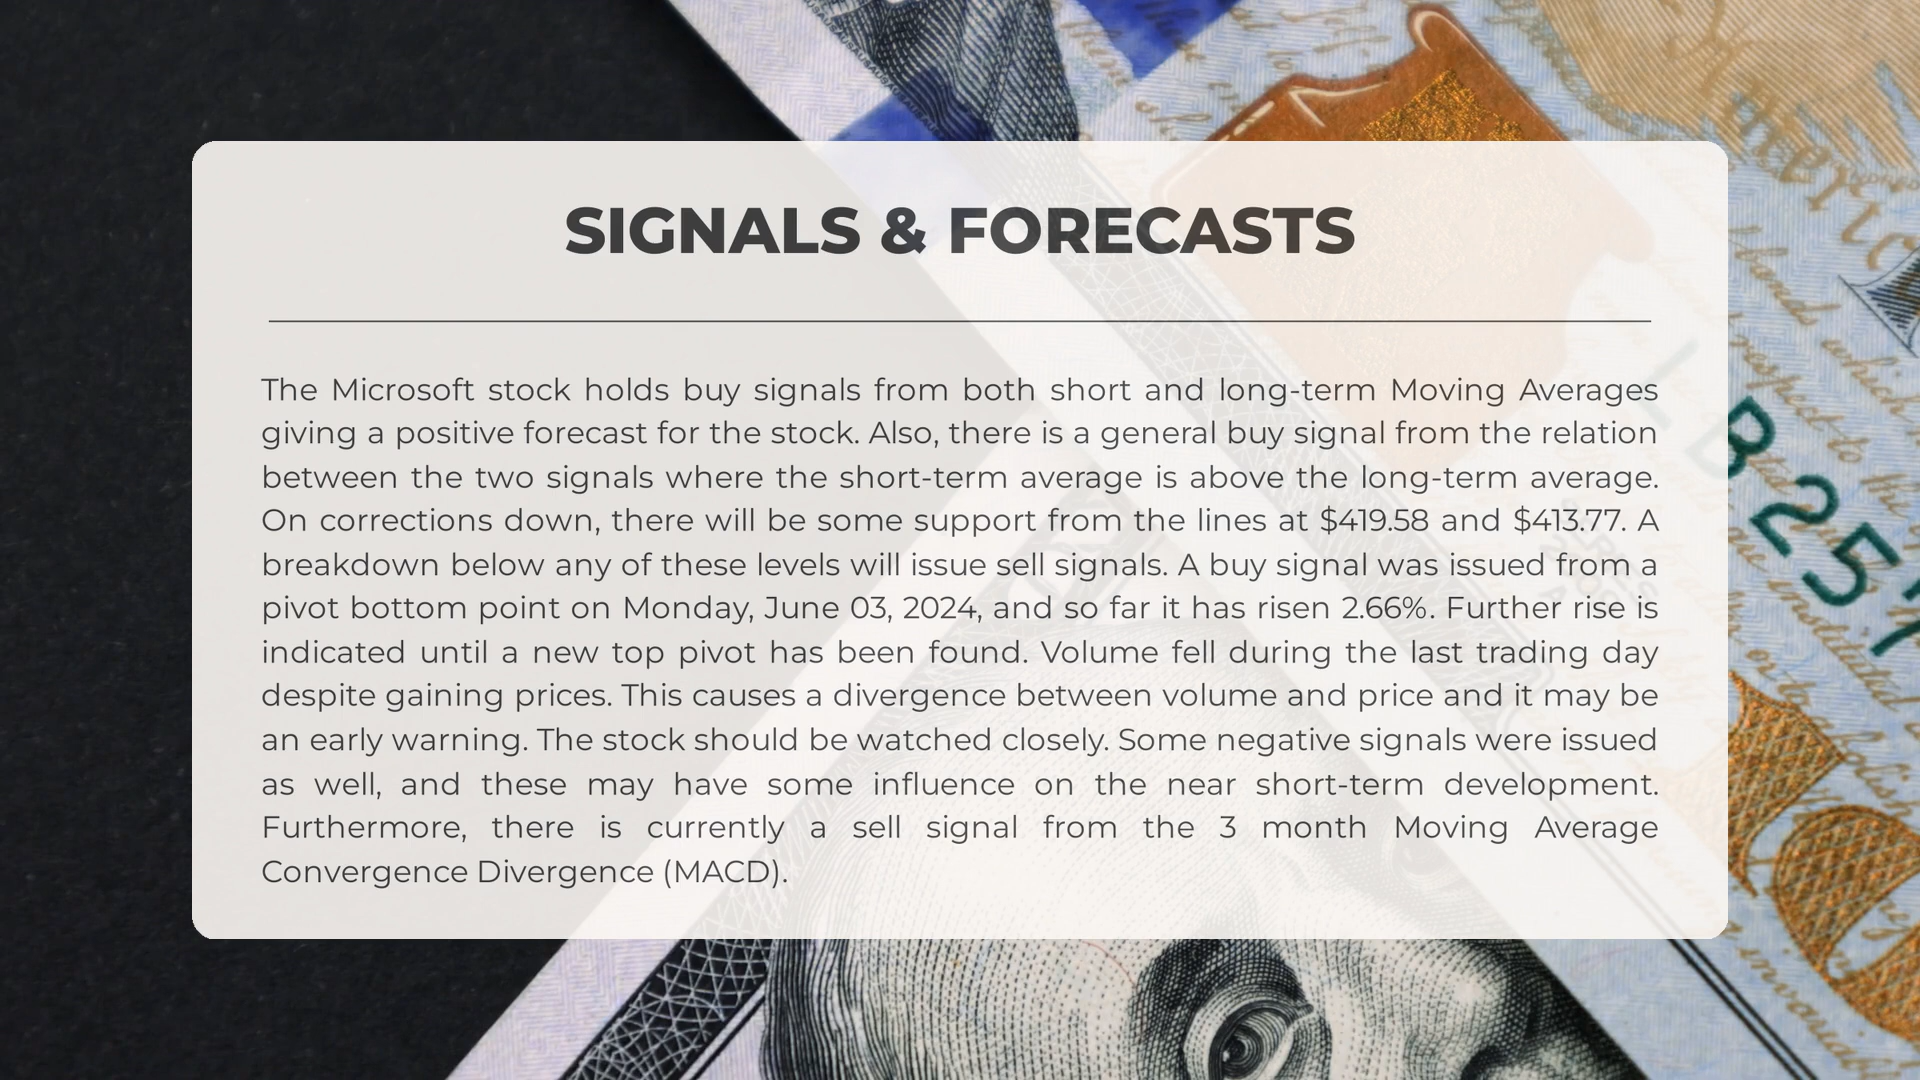 SIGNALS & FORECASTS
The Microsoft stock holds buy signals from both short and long-term Moving Averages
giving a positive forecast for the stock. Also, there is a general buy signal from the relation
between the two signals where the short-term average is above the long-term average.
On corrections down, there will be some support from the lines at $419.58 and $413.77. A
breakdown below any of these levels will issue sell signals. A buy signal was issued from a
pivot bottom point on Monday, June 03, 2024, and so far it has risen 2.66%. Further rise is
indicated until a new top pivot has been found. Volume fell during the last trading day
despite gaining prices. This causes a divergence between volume and price and it may be
an early warning. The stock should be watched closely. Some negative signals were issued
as well, and these may have some influence on the near short-term development.
Furthermore, there is currently a sell signal from the 3 month Moving Average
Convergence Divergence (MACD).